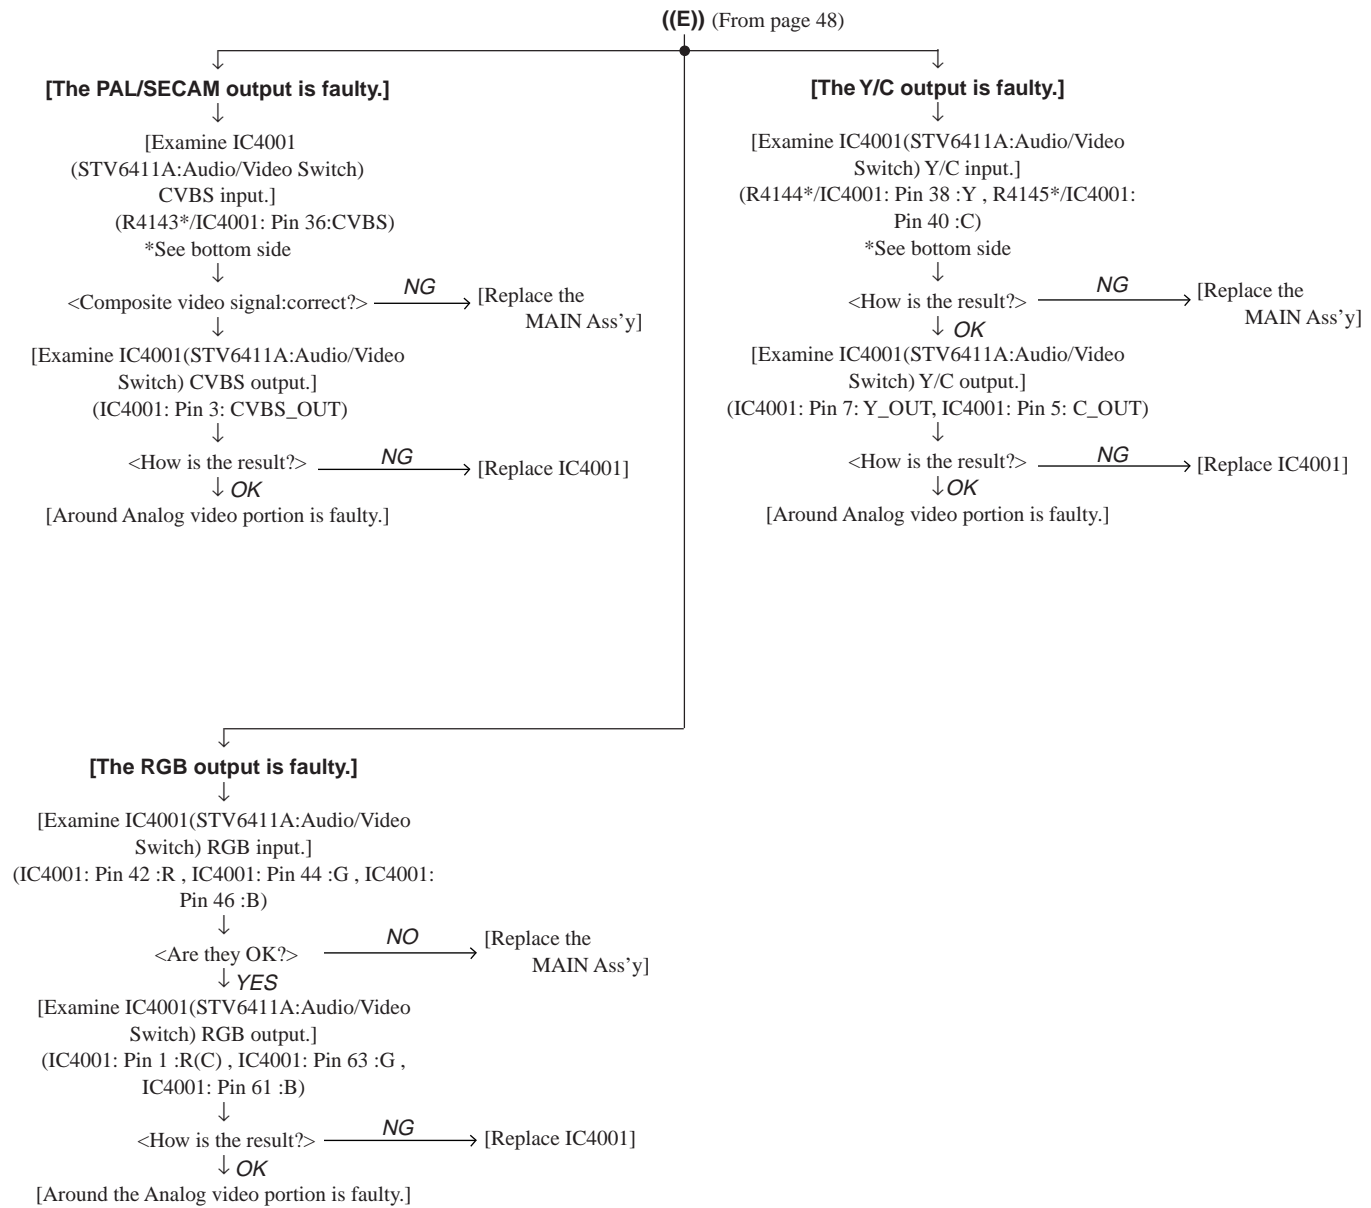 ((E)) (From page 48)
[The PAL/SECAM output is faulty.]
[Examine IC4001
(STV6411A:Audio/Video Switch)
CVBS input.]
(R4143*/IC4001: Pin 36:CVBS)
*See bottom side
<Composite video signal:correct?>
NG
[Replace the
MAIN Ass'y]
[Examine IC4001(STV6411A:Audio/Video
Switch) CVBS output.]
(IC4001: Pin 3: CVBS_OUT)
<How is the result?>
NG
[Replace IC4001]
OK
[Around Analog video portion is faulty.]
[The Y/C output is faulty.]
[Examine IC4001(STV6411A:Audio/Video
Switch) Y/C input.]
(R4144*/IC4001: Pin 38 :Y , R4145*/IC4001:
Pin 40 :C)
*See bottom side
<How is the result?>
NG
[Replace the
MAIN Ass'y]
OK
[Examine IC4001(STV6411A:Audio/Video
Switch) Y/C output.]
(IC4001: Pin 7: Y_OUT, IC4001: Pin 5: C_OUT)
<How is the result?>
NG
[Replace IC4001]
OK
[Around Analog video portion is faulty.]
[The RGB output is faulty.]
[Examine IC4001(STV6411A:Audio/Video
Switch) RGB input.]
(IC4001: Pin 42 :R , IC4001: Pin 44 :G , IC4001:
Pin 46 :B)
<Are they OK?>
NO
[Replace the
MAIN Ass'y]
YES
[Examine IC4001(STV6411A:Audio/Video
Switch) RGB output.]
(IC4001: Pin 1 :R(C) , IC4001: Pin 63 :G ,
IC4001: Pin 61 :B)
<How is the result?>
NG
[Replace IC4001]
OK
[Around the Analog video portion is faulty.]